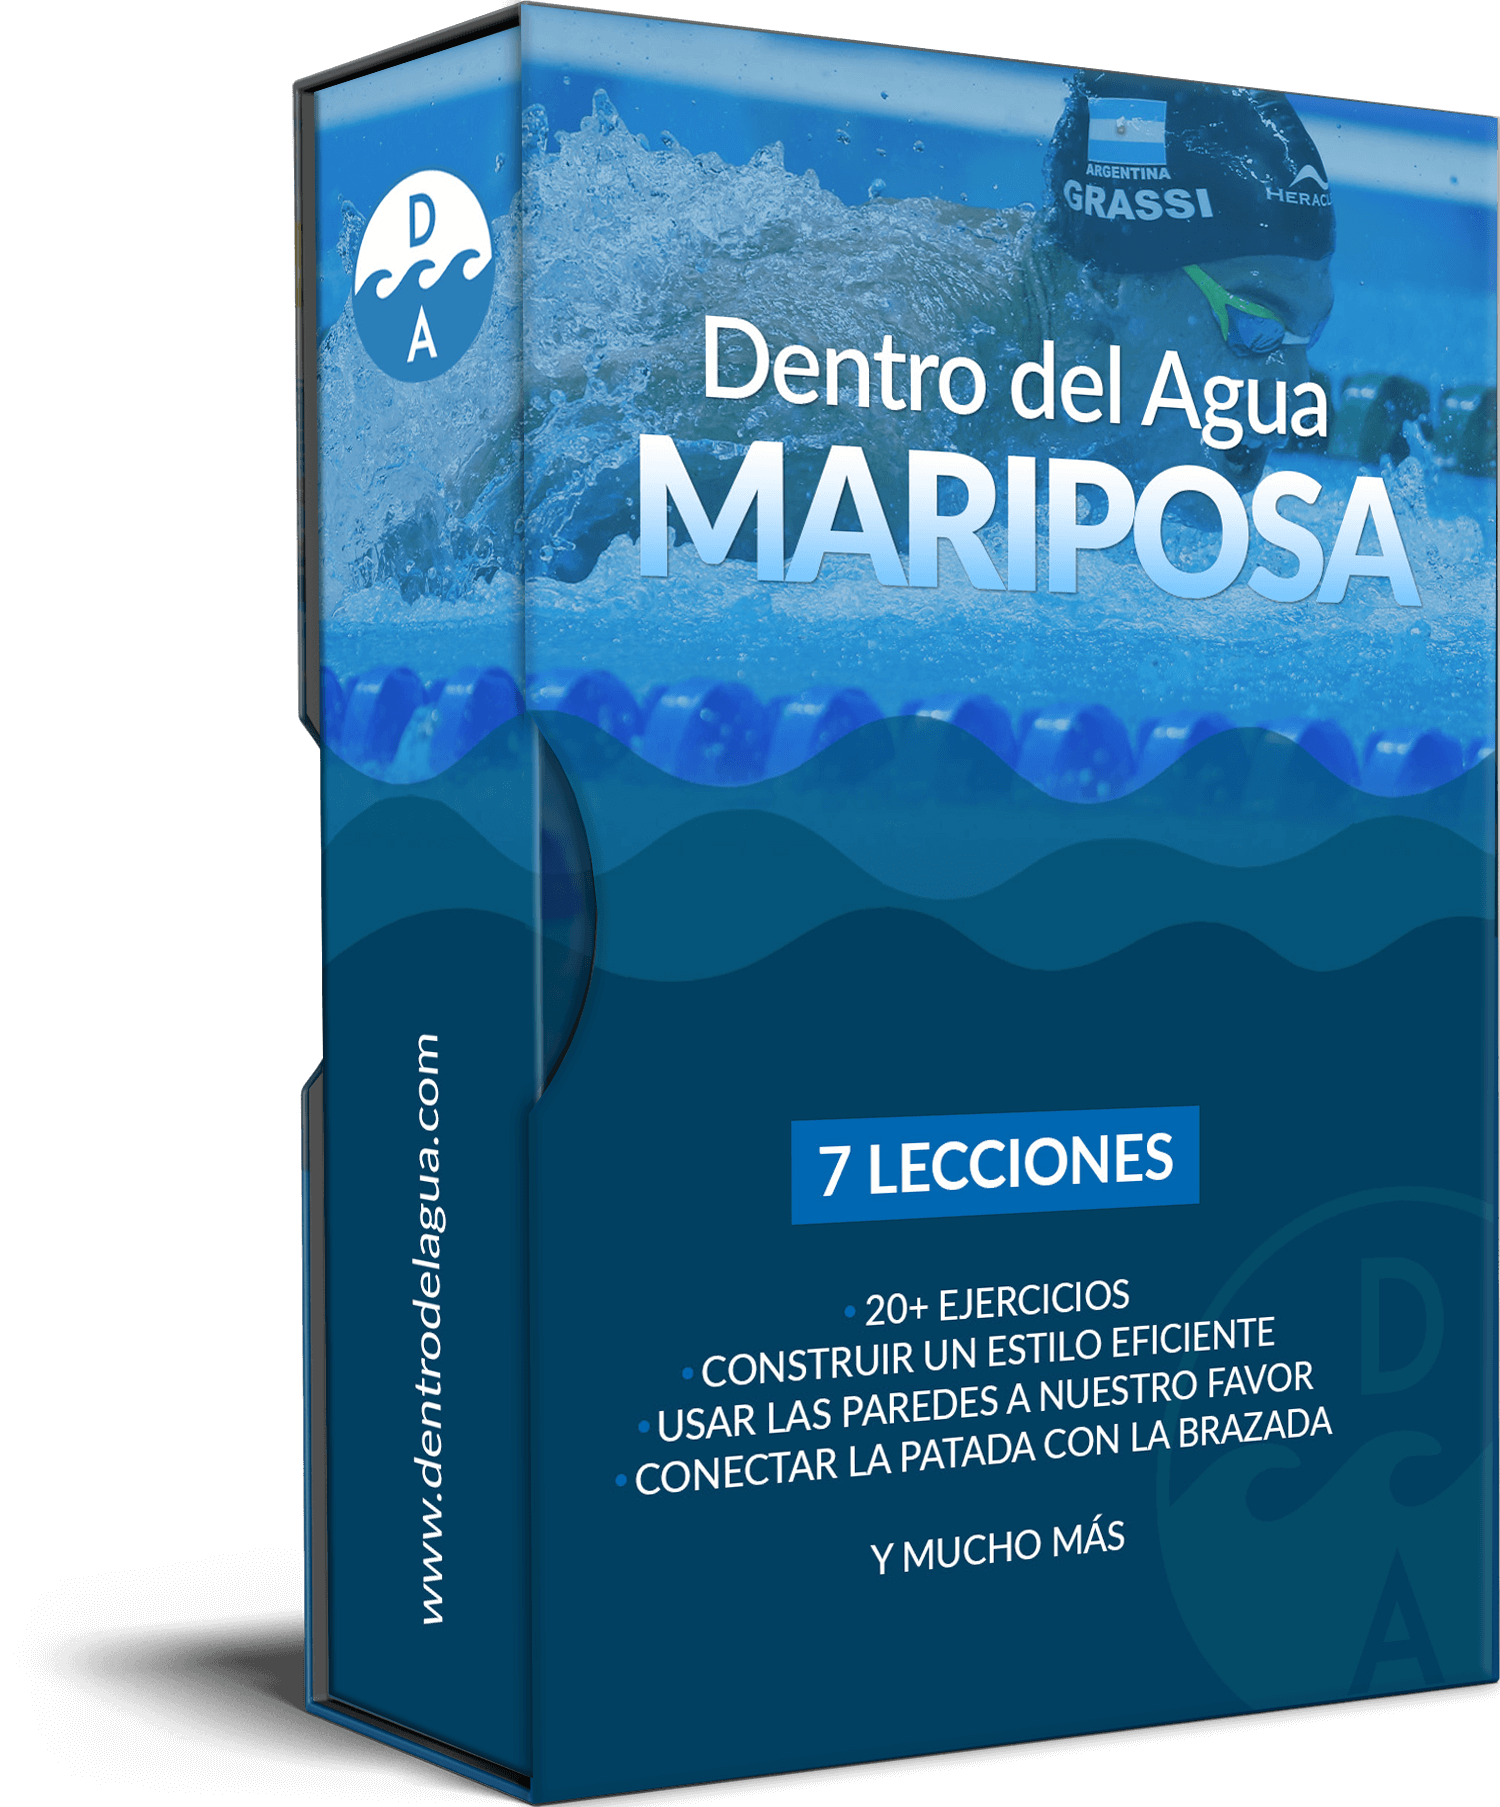 D
A
www.dentrodelagua.com
ARGENTINA
GRASSI
Dentro del Agua
MARIPOSA
7 LECCIONES
• 20+ EJERCICIOS
• CONSTRUIR UN ESTILO EFICIENTE
• USAR LAS PAREDES A NUESTRO FAVOR
• CONECTAR LA PATADA CON LA BRAZADA
Y MUCHO MÁS
D
A